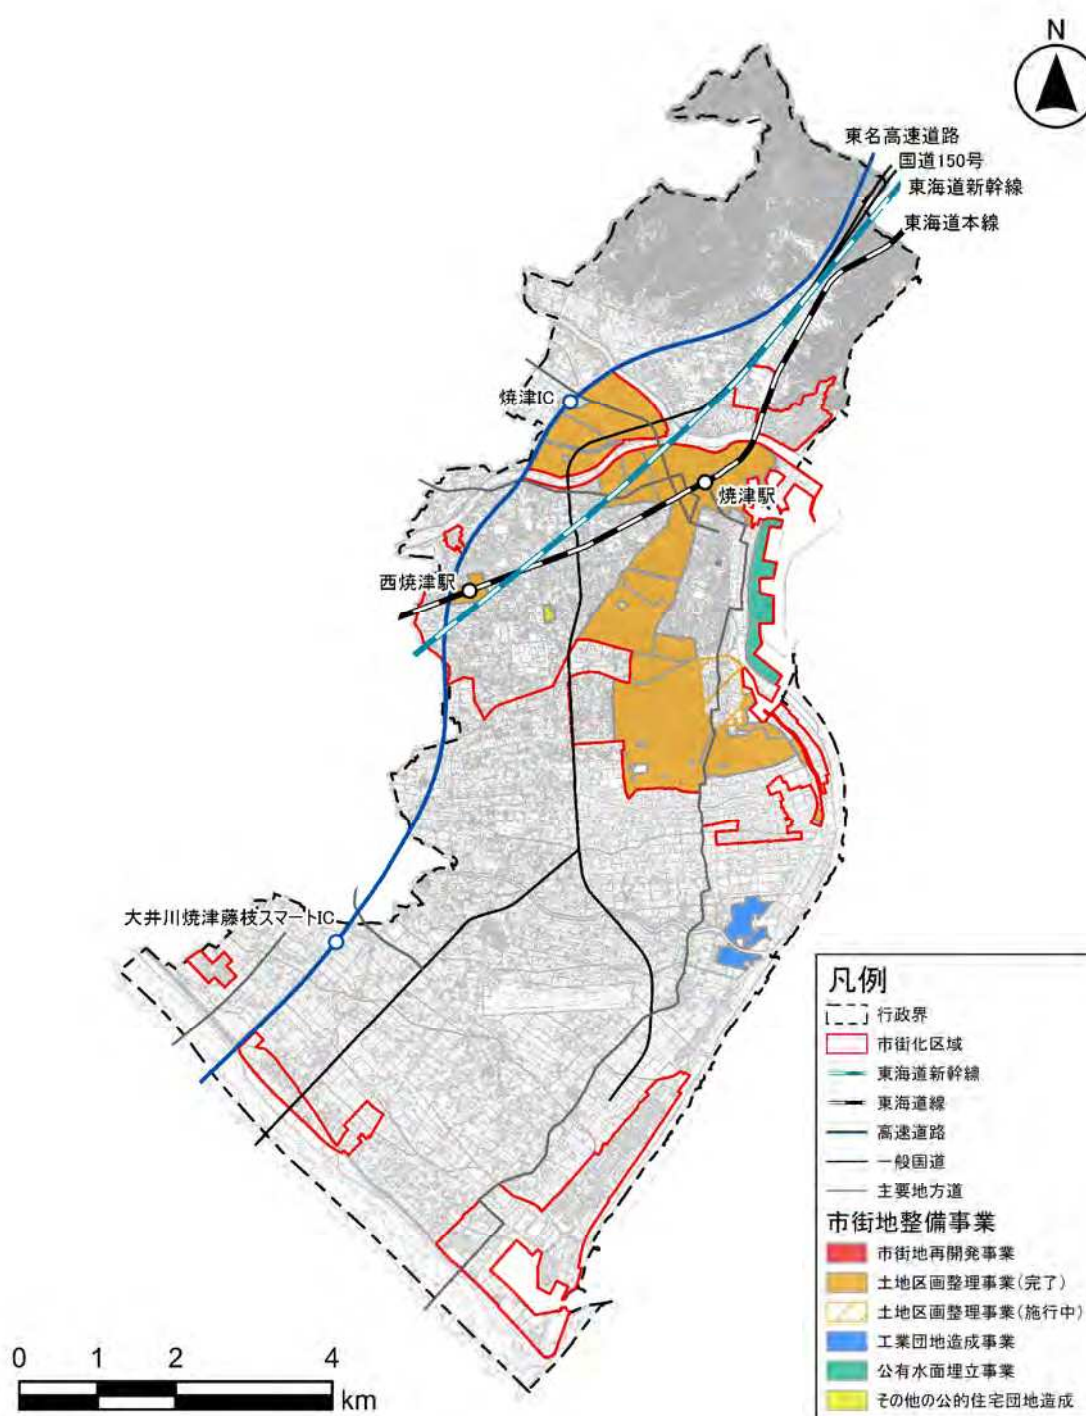 N
東名高速道路
国道150号
東海道新幹線
東海道本線
焼津IC
焼津駅
西焼津駅
大井川焼津藤枝スマートIC
凡例
行政界
市街化区域
東海道新幹線
東海道線
高速道路
一般国道
主要地方道
市街地整備事業
市街地再開発事業
土地区画整理事業(完了)
土地区画整理事業(施行中)
工業団地造成事業
公有水面埋立事業
その他の公的住宅団地造成
0 1 2 4
km